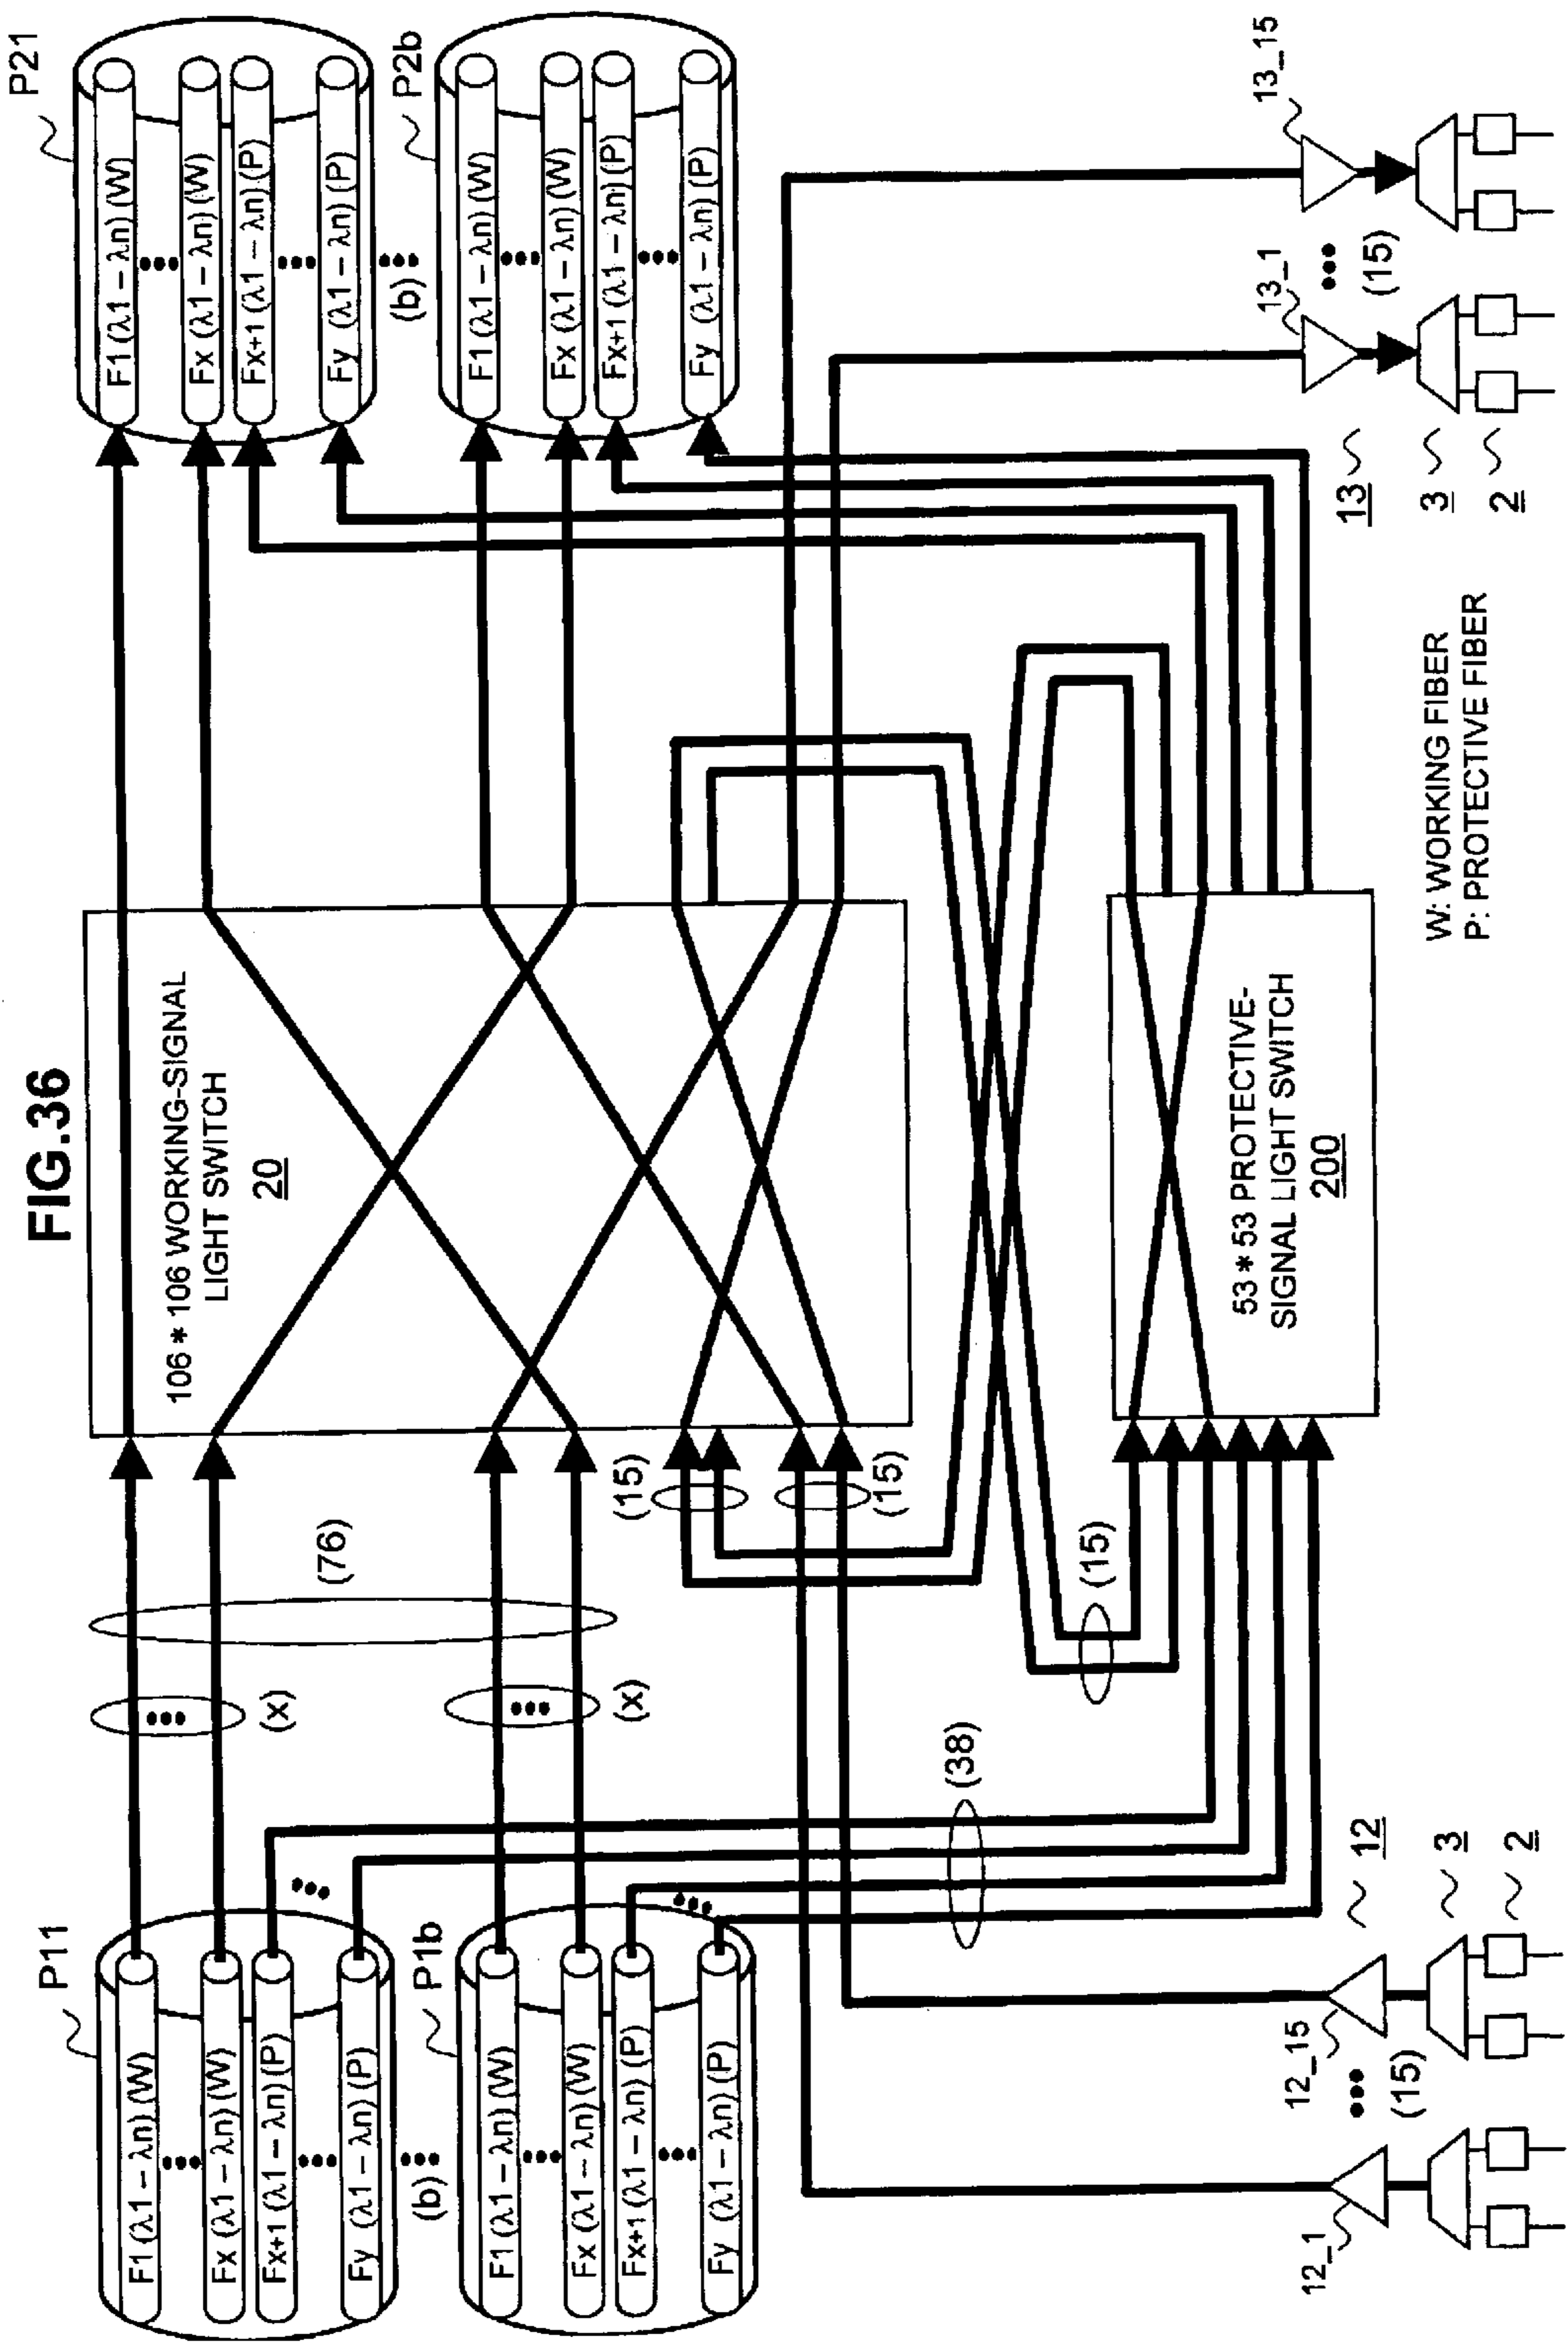 FIG.36
P11
F1 (λ1 – λn) (W)
Fx (λ1 – λn) (W)
Fx+1 (λ1 – λn) (P)
Fy (λ1 – λn) (P)
(b)
P1b
F1 (λ1 – λn) (W)
Fx (λ1 – λn) (W)
Fx+1 (λ1 – λn) (P)
Fy (λ1 – λn) (P)
(x)
(x)
(76)
(38)
(15)
(15)
(15)
106 * 106 WORKING-SIGNAL
LIGHT SWITCH
20
53 * 53 PROTECTIVE-
SIGNAL LIGHT SWITCH
200
P21
F1 (λ1 – λn) (W)
Fx (λ1 – λn) (W)
Fx+1 (λ1 – λn) (P)
Fy (λ1 – λn) (P)
(b)
P2b
F1 (λ1 – λn) (W)
Fx (λ1 – λn) (W)
Fx+1 (λ1 – λn) (P)
Fy (λ1 – λn) (P)
12_1
12_15
(15)
12
3
2
13
3
2
13_1
13_15
(15)
W: WORKING FIBER
P: PROTECTIVE FIBER